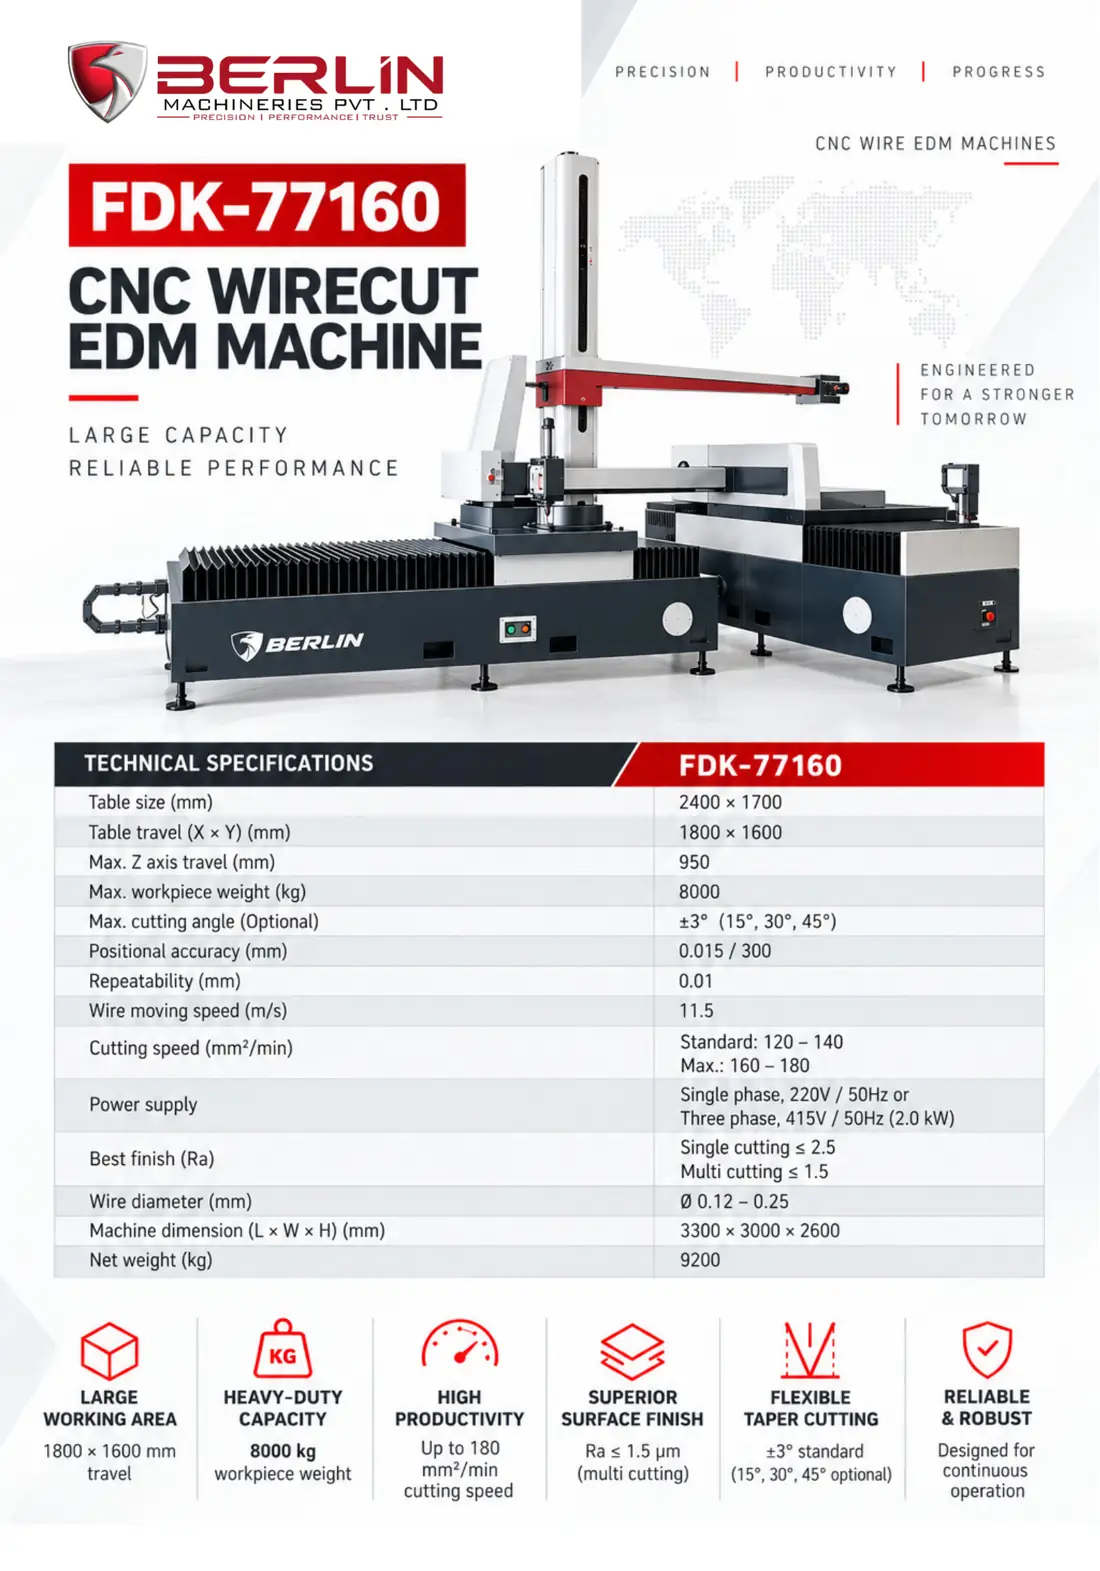 BERLIN
MACHINERIES PVT . LTD
PRECISION | PERFORMANCE | TRUST
PRECISION | PRODUCTIVITY | PROGRESS
CNC WIRE EDM MACHINES
FDK-77160
CNC WIRECUT
EDM MACHINE
LARGE CAPACITY
RELIABLE PERFORMANCE
ENGINEERED
FOR A STRONGER
TOMORROW
BERLIN
TECHNICAL SPECIFICATIONS FDK-77160
Table size (mm) 2400 × 1700
Table travel (X × Y) (mm) 1800 × 1600
Max. Z axis travel (mm) 950
Max. workpiece weight (kg) 8000
Max. cutting angle (Optional) ±3° (15°, 30°, 45°)
Positional accuracy (mm) 0.015 / 300
Repeatability (mm) 0.01
Wire moving speed (m/s) 11.5
Cutting speed (mm²/min) Standard: 120 – 140
Max.: 160 – 180
Power supply Single phase, 220V / 50Hz or
Three phase, 415V / 50Hz (2.0 kW)
Best finish (Ra) Single cutting ≤ 2.5
Multi cutting ≤ 1.5
Wire diameter (mm) Ø 0.12 – 0.25
Machine dimension (L × W × H) (mm) 3300 × 3000 × 2600
Net weight (kg) 9200
LARGE
WORKING AREA
1800 × 1600 mm
travel
KG
HEAVY-DUTY
CAPACITY
8000 kg
workpiece weight
HIGH
PRODUCTIVITY
Up to 180
mm²/min
cutting speed
SUPERIOR
SURFACE FINISH
Ra ≤ 1.5 μm
(multi cutting)
FLEXIBLE
TAPER CUTTING
±3° standard
(15°, 30°, 45° optional)
RELIABLE
& ROBUST
Designed for
continuous
operation